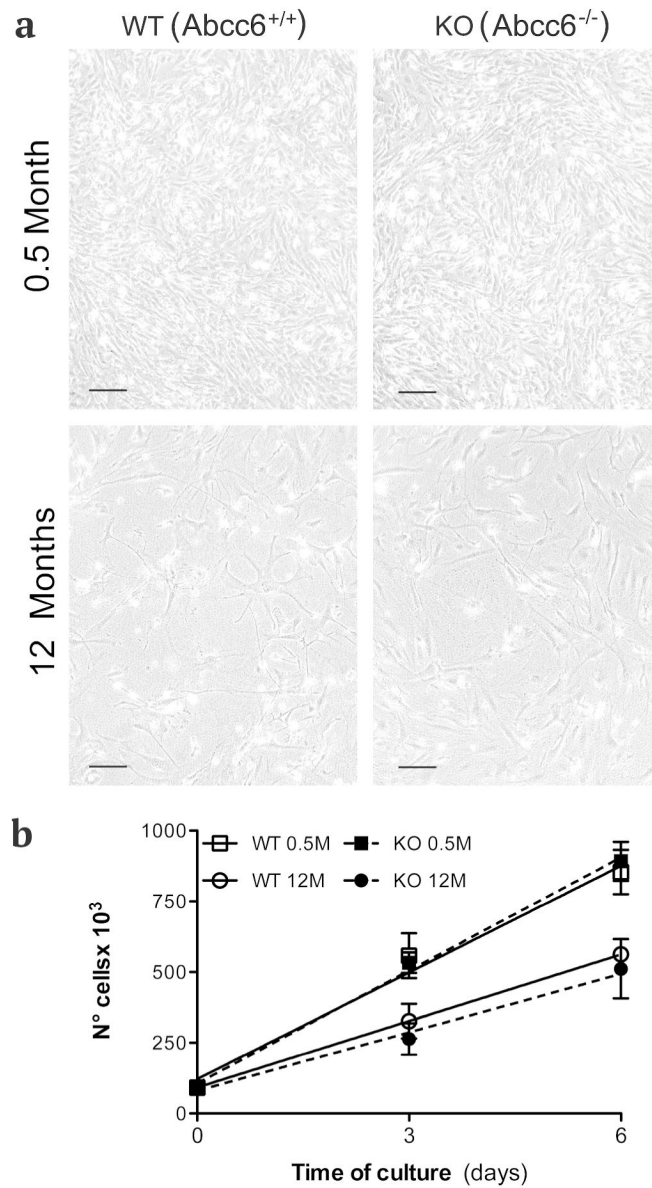 a WT (Abcc6+/+) KO (Abcc6-/-)
0.5 Month
12 Months
b
1000
WT 0.5M KO 0.5M
WT 12M KO 12M
750
500
250
0
N° cellsx 10³
0 3 6
Time of culture (days)